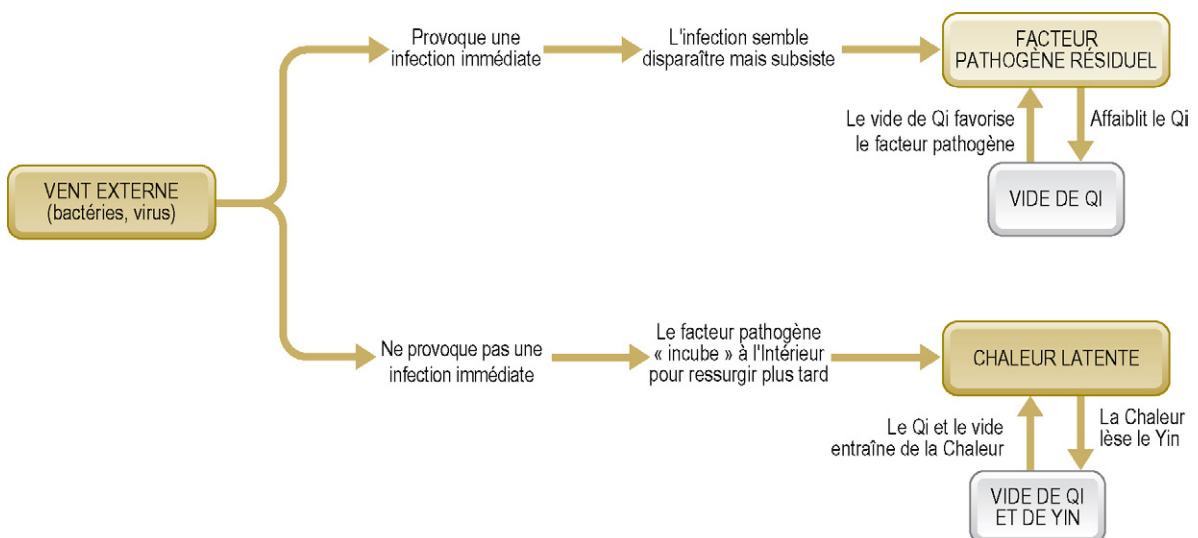 VENT EXTERNE
(bactéries, virus)
Provoque une
infection immédiate
L'infection semble
disparaître mais subsiste
FACTEUR
PATHOGÈNE RÉSIDUEL
Le vide de Qi favorise
le facteur pathogène
Affaiblit le Qi
VIDE DE QI
Ne provoque pas une
infection immédiate
Le facteur pathogène
« incube » à l'Intérieur
pour ressurgir plus tard
CHALEUR LATENTE
Le Qi et le vide
entraîne de la Chaleur
La Chaleur
lèse le Yin
VIDE DE QI
ET DE YIN